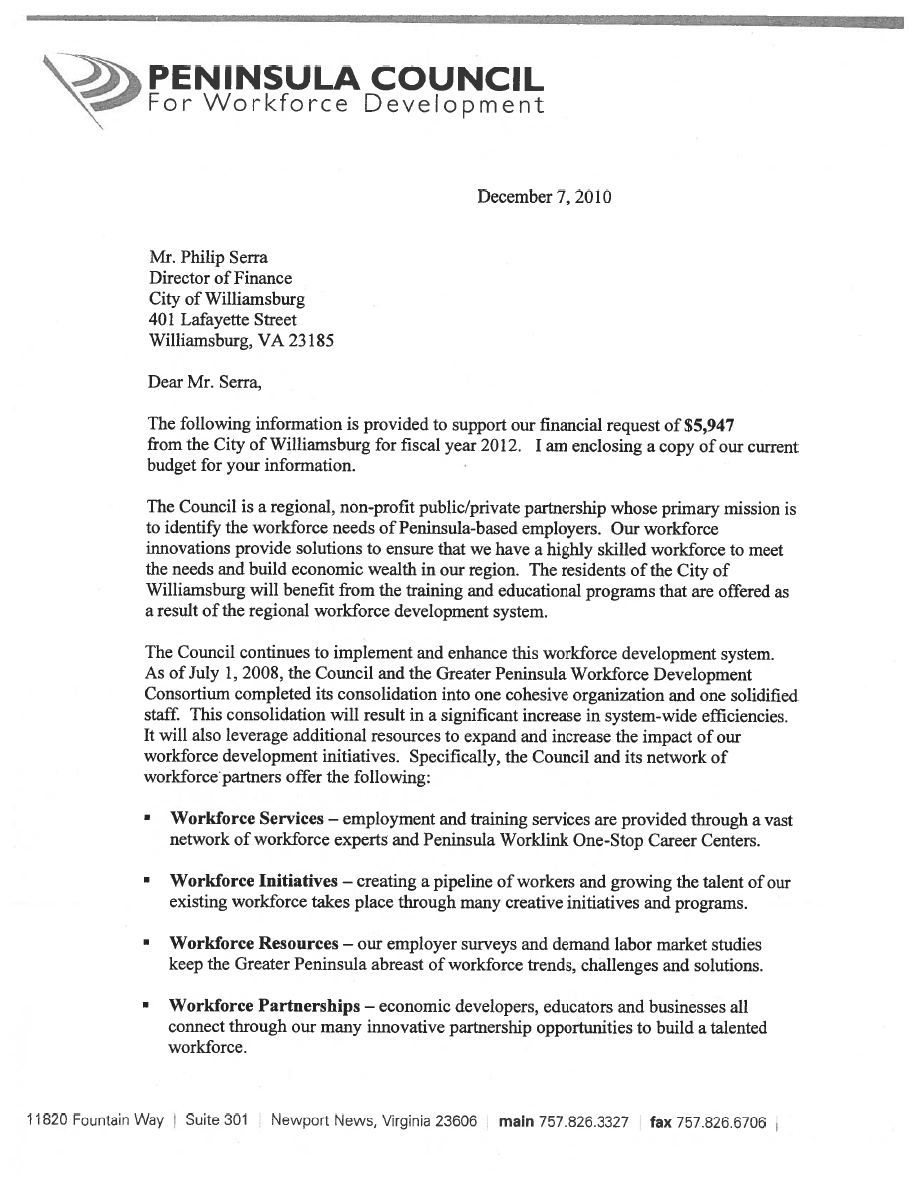 PENINSULA COUNCIL
For Workforce Development
December 7, 2010
Mr. Philip Serra
Director of Finance
City of Williamsburg
401 Lafayette Street
Williamsburg, VA 23185
Dear Mr. Serra,
The following information is provided to support our financial request of $5,947
from the City of Williamsburg for fiscal year 2012.   I am enclosing a copy of our current
budget for your information.
The Council is a regional, non-profit public/private partnership whose primary mission is
to identify the workforce needs of Peninsula-based employers.  Our workforce
innovations provide solutions to ensure that we have a highly skilled workforce to meet
the needs and build economic wealth in our region.  The residents of the City of
Williamsburg will benefit from the training and educational programs that are offered as
a result of the regional workforce development system.
The Council continues to implement and enhance this workforce development system.
As of July 1, 2008, the Council and the Greater Peninsula Workforce Development
Consortium completed its consolidation into one cohesive organization and one solidified
staff.  This consolidation will result in a significant increase in system-wide efficiencies.
It will also leverage additional resources to expand and increase the impact of our
workforce development initiatives.  Specifically, the Council and its network of
workforce partners offer the following:
▪ Workforce Services – employment and training services are provided through a vast
network of workforce experts and Peninsula Worklink One-Stop Career Centers.
▪ Workforce Initiatives – creating a pipeline of workers and growing the talent of our
existing workforce takes place through many creative initiatives and programs.
▪ Workforce Resources – our employer surveys and demand labor market studies
keep the Greater Peninsula abreast of workforce trends, challenges and solutions.
▪ Workforce Partnerships – economic developers, educators and businesses all
connect through our many innovative partnership opportunities to build a talented
workforce.
11820 Fountain Way | Suite 301 | Newport News, Virginia 23606 | main 757.826.3327 | fax 757.826.6706 |